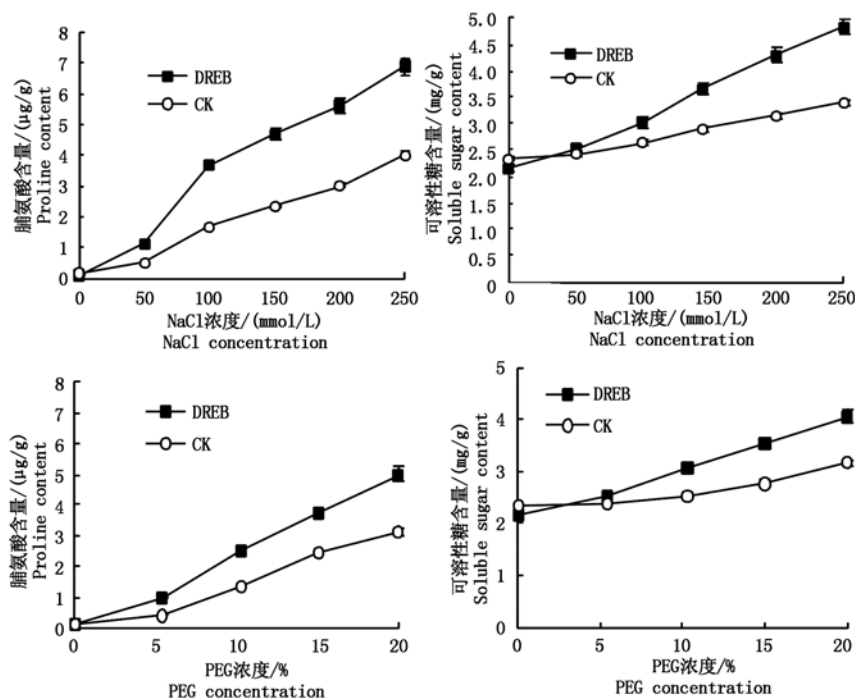 脯氨酸含量/(μg/g)
Proline content
8
7
6
5
4
3
2
1
0
DREB
CK
0 50 100 150 200 250
NaCl浓度/(mmol/L)
NaCl concentration
可溶性糖含量/(mg/g)
Soluble sugar content
5.0
4.5
4.0
3.5
3.0
2.5
2.0
1.5
1.0
0.5
0.0
DREB
CK
0 50 100 150 200 250
NaCl浓度/(mmol/L)
NaCl concentration
脯氨酸含量/(μg/g)
Proline content
8
7
6
5
4
3
2
1
0
DREB
CK
0 5 10 15 20
PEG浓度/%
PEG concentration
可溶性糖含量/(mg/g)
Soluble sugar content
5
4
3
2
1
0
DREB
CK
0 5 10 15 20
PEG浓度/%
PEG concentration